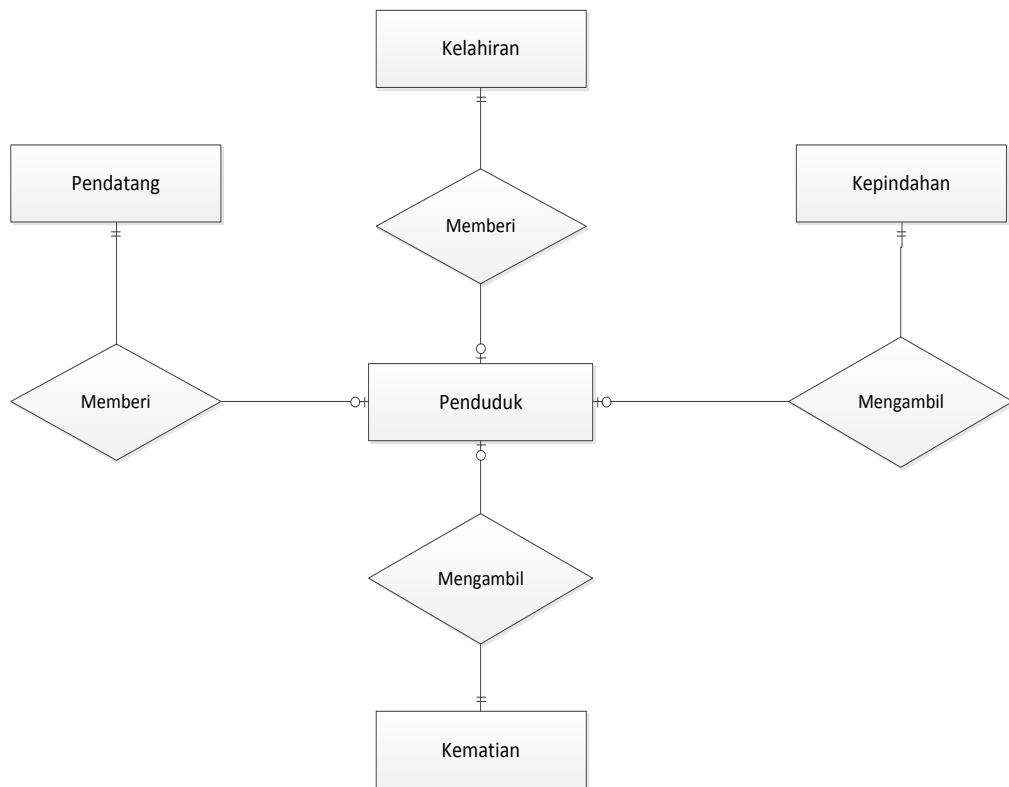 Kelahiran
Pendatang
Kepindahan
Memberi
Memberi
Penduduk
Mengambil
Mengambil
Kematian